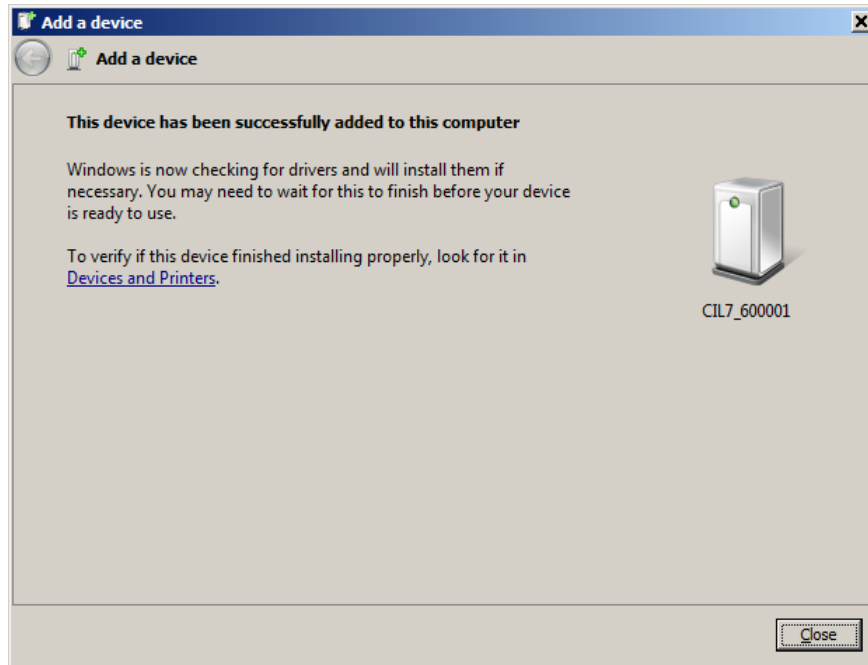 Add a device
Add a device
This device has been successfully added to this computer
Windows is now checking for drivers and will install them if
necessary. You may need to wait for this to finish before your device
is ready to use.
To verify if this device finished installing properly, look for it in
Devices and Printers.
CIL7_600001
Close